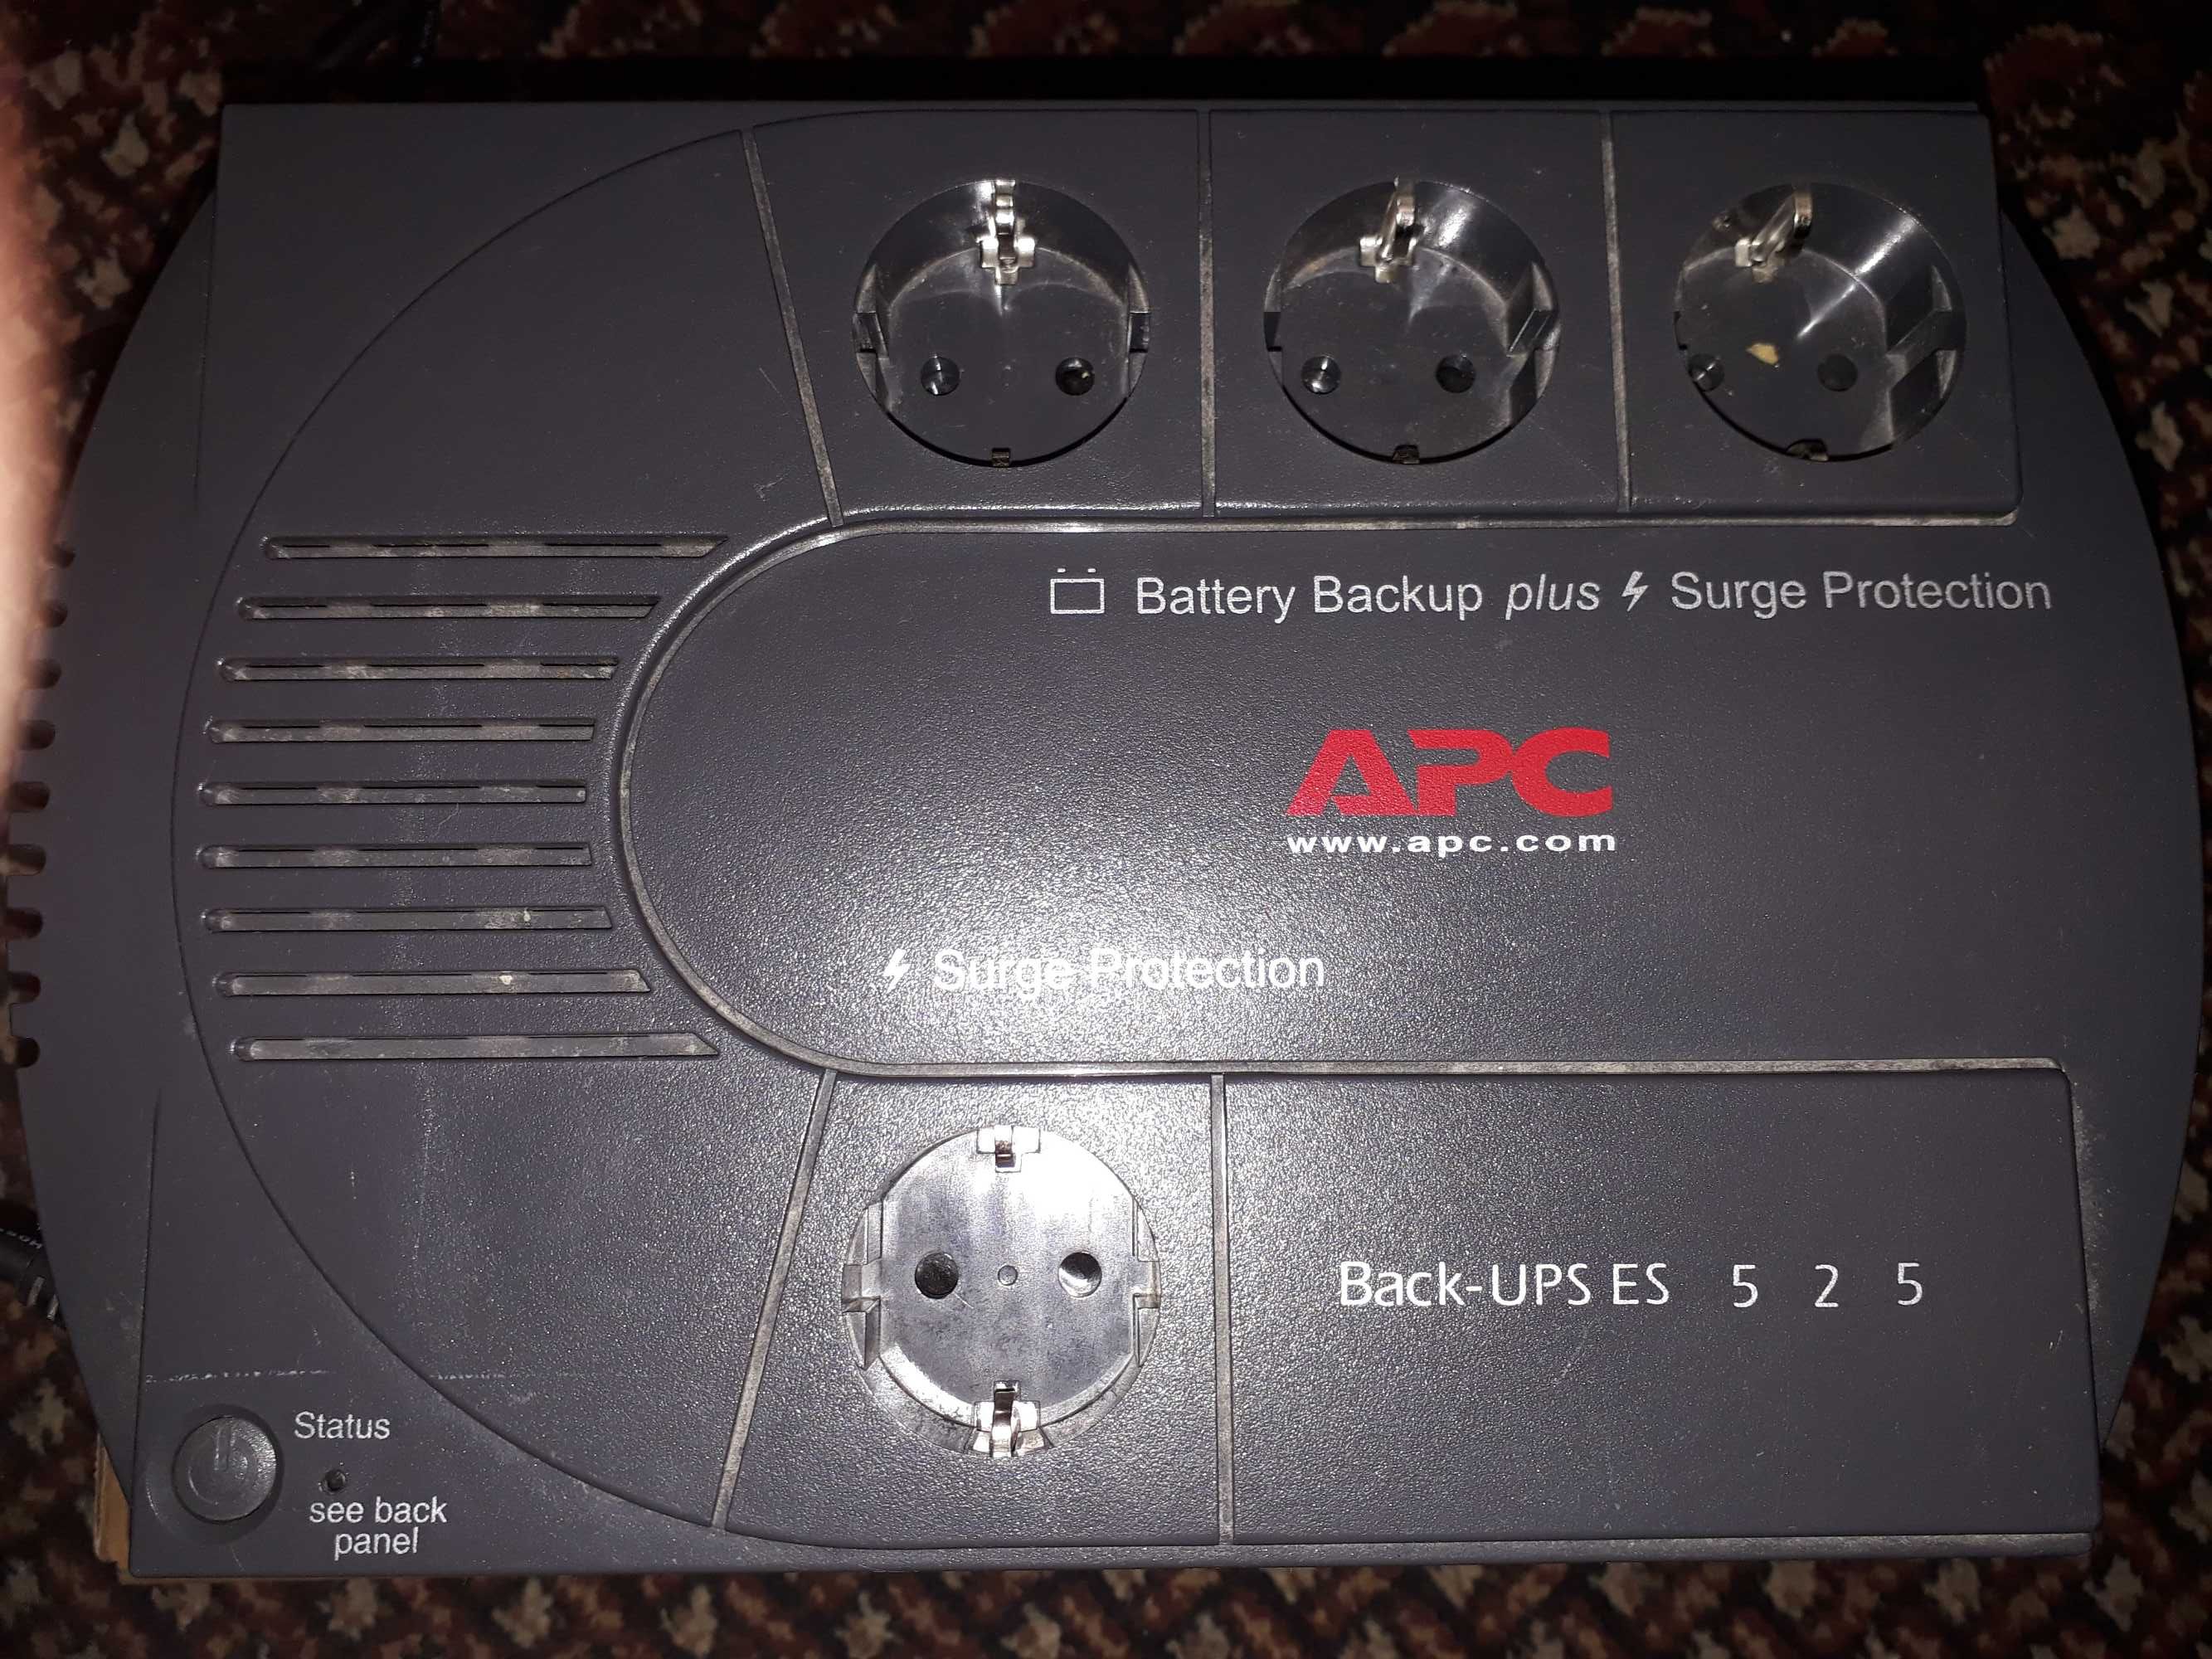 Battery Backup plus Surge Protection
APC
www.apc.com
Surge Protection
Back-UPS ES 5 2 5
Status
see back
panel